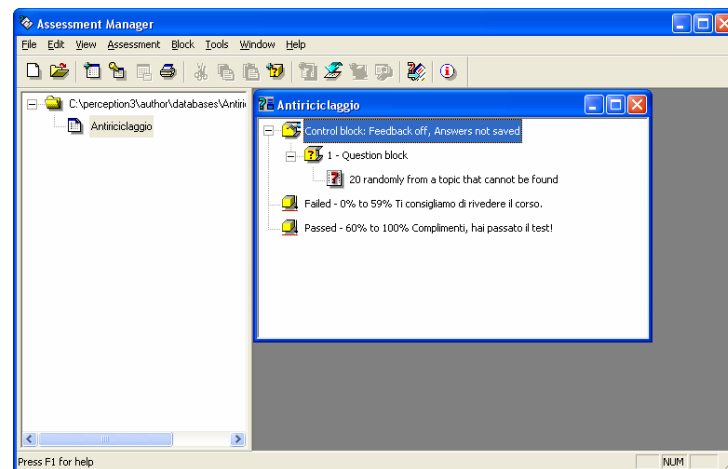 Assessment Manager
File Edit View Assessment Block Tools Window Help
C:\perception3\author\databases\Antiri
Antiriciclaggio
Antiriciclaggio
Control block: Feedback off, Answers not saved
1 - Question block
20 randomly from a topic that cannot be found
Failed - 0% to 59% Ti consigliamo di rivedere il corso.
Passed - 60% to 100% Complimenti, hai passato il test!
Press F1 for help
NUM